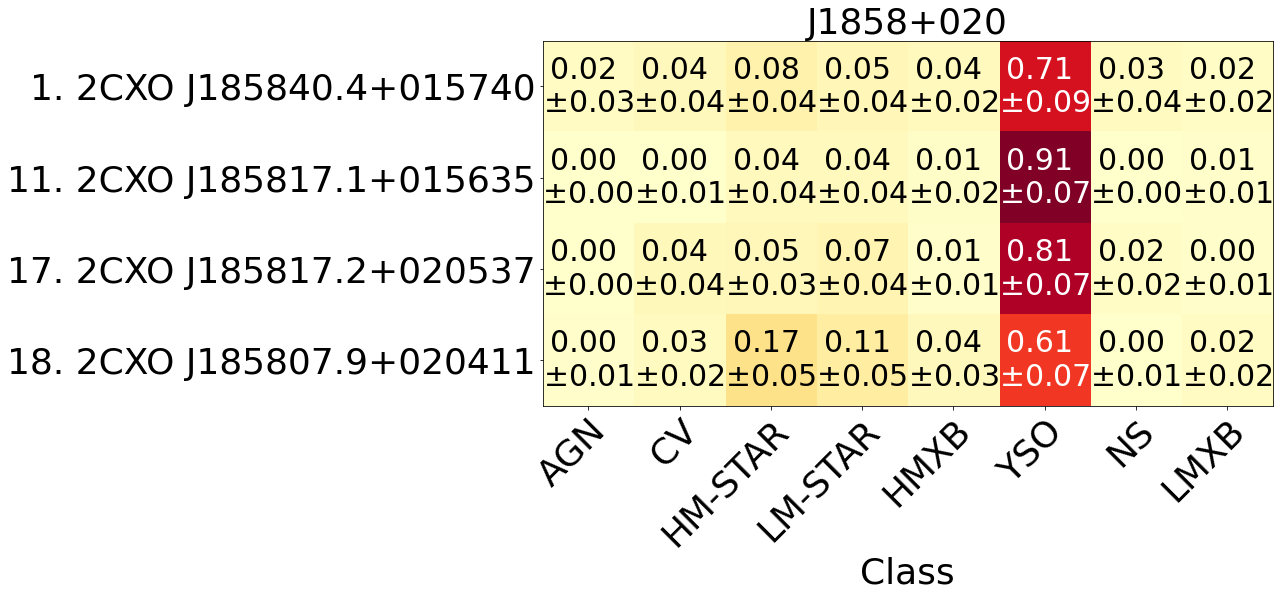 J1858+020
1. 2CXO J185840.4+015740
0.02 0.04 0.08 0.05 0.04 0.71 0.03 0.02
±0.03 ±0.04 ±0.04 ±0.04 ±0.02 ±0.09 ±0.04 ±0.02
11. 2CXO J185817.1+015635
0.00 0.00 0.04 0.04 0.01 0.91 0.00 0.01
±0.00 ±0.01 ±0.04 ±0.04 ±0.02 ±0.07 ±0.00 ±0.01
17. 2CXO J185817.2+020537
0.00 0.04 0.05 0.07 0.01 0.81 0.02 0.00
±0.00 ±0.04 ±0.03 ±0.04 ±0.01 ±0.07 ±0.02 ±0.01
18. 2CXO J185807.9+020411
0.00 0.03 0.17 0.11 0.04 0.61 0.00 0.02
±0.01 ±0.02 ±0.05 ±0.05 ±0.03 ±0.07 ±0.01 ±0.02
AGN CV HM-STAR LM-STAR HMXB YSO NS LMXB
Class